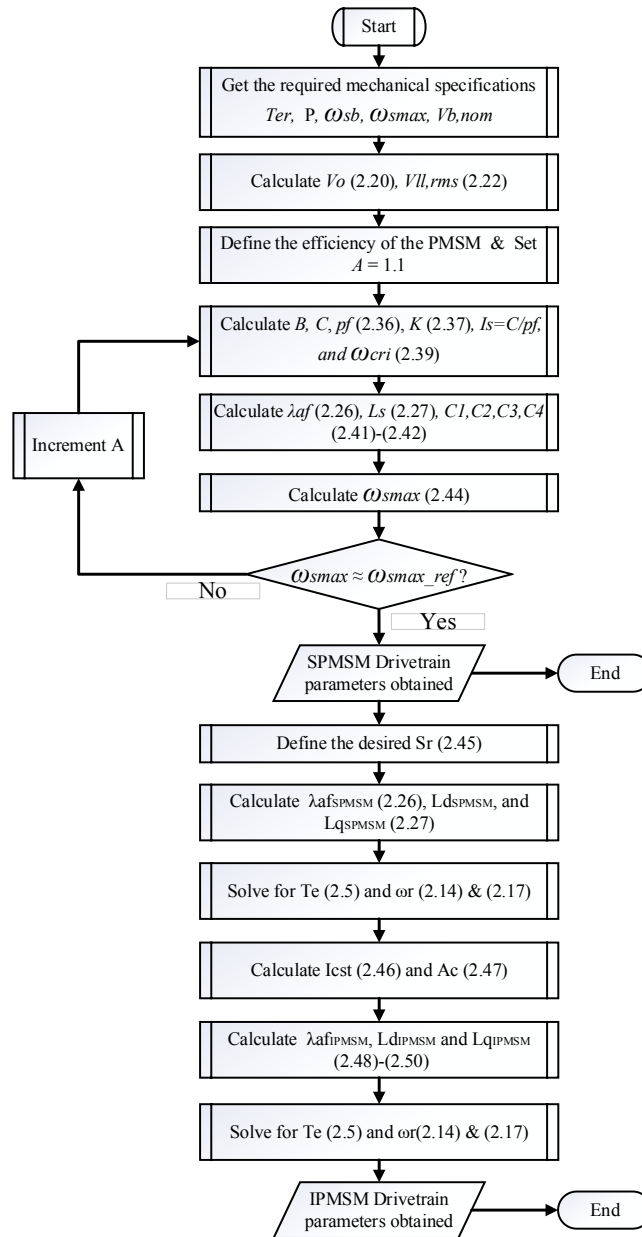 Start
Get the required mechanical specifications
Ter, P, ωsb, ωsmax, Vb,nom
Calculate Vo (2.20), Vll,rms (2.22)
Define the efficiency of the PMSM & Set
A = 1.1
Calculate B, C, pf (2.36), K (2.37), Is=C/pf,
and ωcri (2.39)
Calculate λaf (2.26), Ls (2.27), C1,C2,C3,C4
(2.41)-(2.42)
Increment A
Calculate ωsmax (2.44)
ωsmax ≈ ωsmax_ref ?
No
Yes
SPMSM Drivetrain
parameters obtained
End
Define the desired Sr (2.45)
Calculate λafSPMSM (2.26), LdSPMSM, and
LqSPMSM (2.27)
Solve for Te (2.5) and ωr (2.14) & (2.17)
Calculate Icst (2.46) and Ac (2.47)
Calculate λafIPMSM, LdIPMSM and LqIPMSM
(2.48)-(2.50)
Solve for Te (2.5) and ωr(2.14) & (2.17)
IPMSM Drivetrain
parameters obtained
End